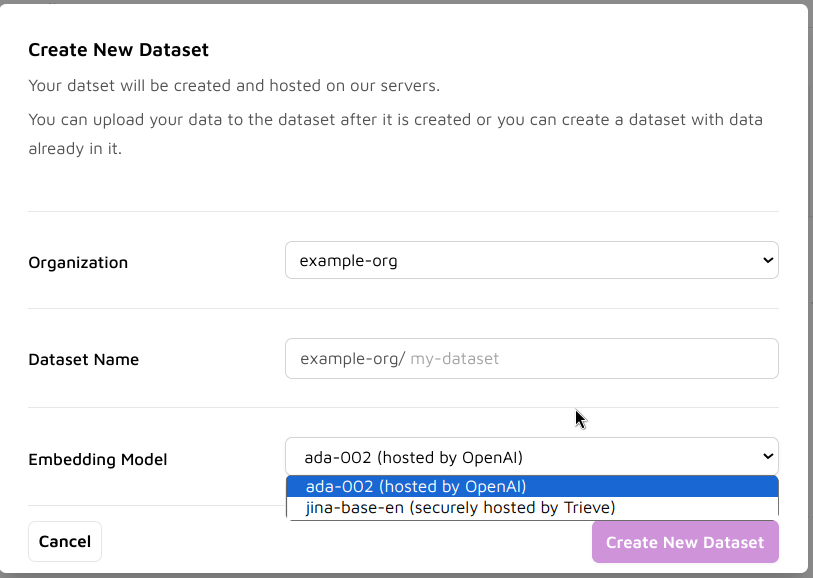 Create New Dataset
Your datset will be created and hosted on our servers.
You can upload your data to the dataset after it is created or you can create a dataset with data
already in it.
Organization
example-org
Dataset Name
example-org/ my-dataset
Embedding Model
ada-002 (hosted by OpenAI)
ada-002 (hosted by OpenAI)
jina-base-en (securely hosted by Trieve)
Cancel
Create New Dataset